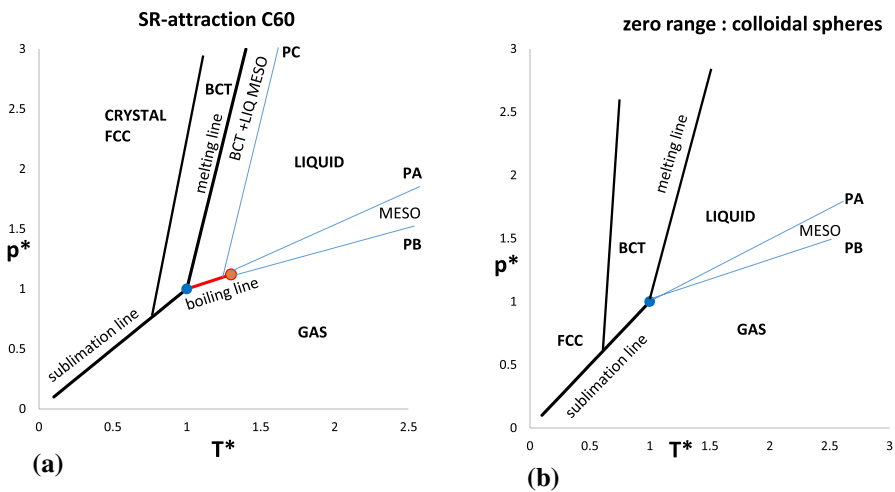 SR-attraction C60
3
2.5
2
1.5
1
0.5
0
p*
CRYSTAL
FCC
BCT
melting line
BCT +LIQ MESO
PC
LIQUID
PA
MESO
PB
boiling line
sublimation line
GAS
0
0.5
1
1.5
2
2.5
T*
(a)
zero range : colloidal spheres
3
2.5
2
1.5
1
0.5
0
p*
melting line
LIQUID
PA
MESO
PB
BCT
FCC
GAS
sublimation line
0
0.5
1
1.5
2
2.5
3
T*
(b)